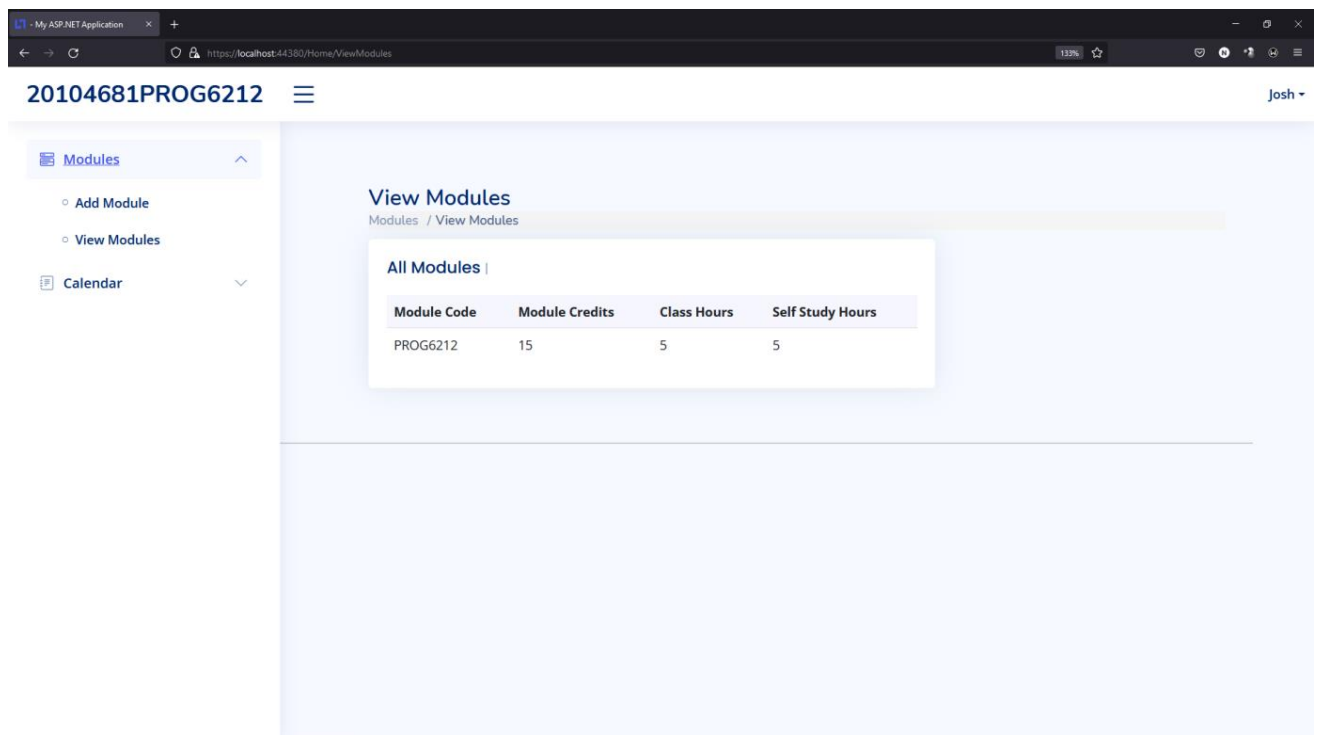 - My ASP.NET Application
https://localhost:44380/Home/ViewModules 133%
20104681PROG6212 Josh
Modules
Add Module
View Modules
Calendar
View Modules
Modules / View Modules
All Modules |
Module Code Module Credits Class Hours Self Study Hours
PROG6212 15 5 5